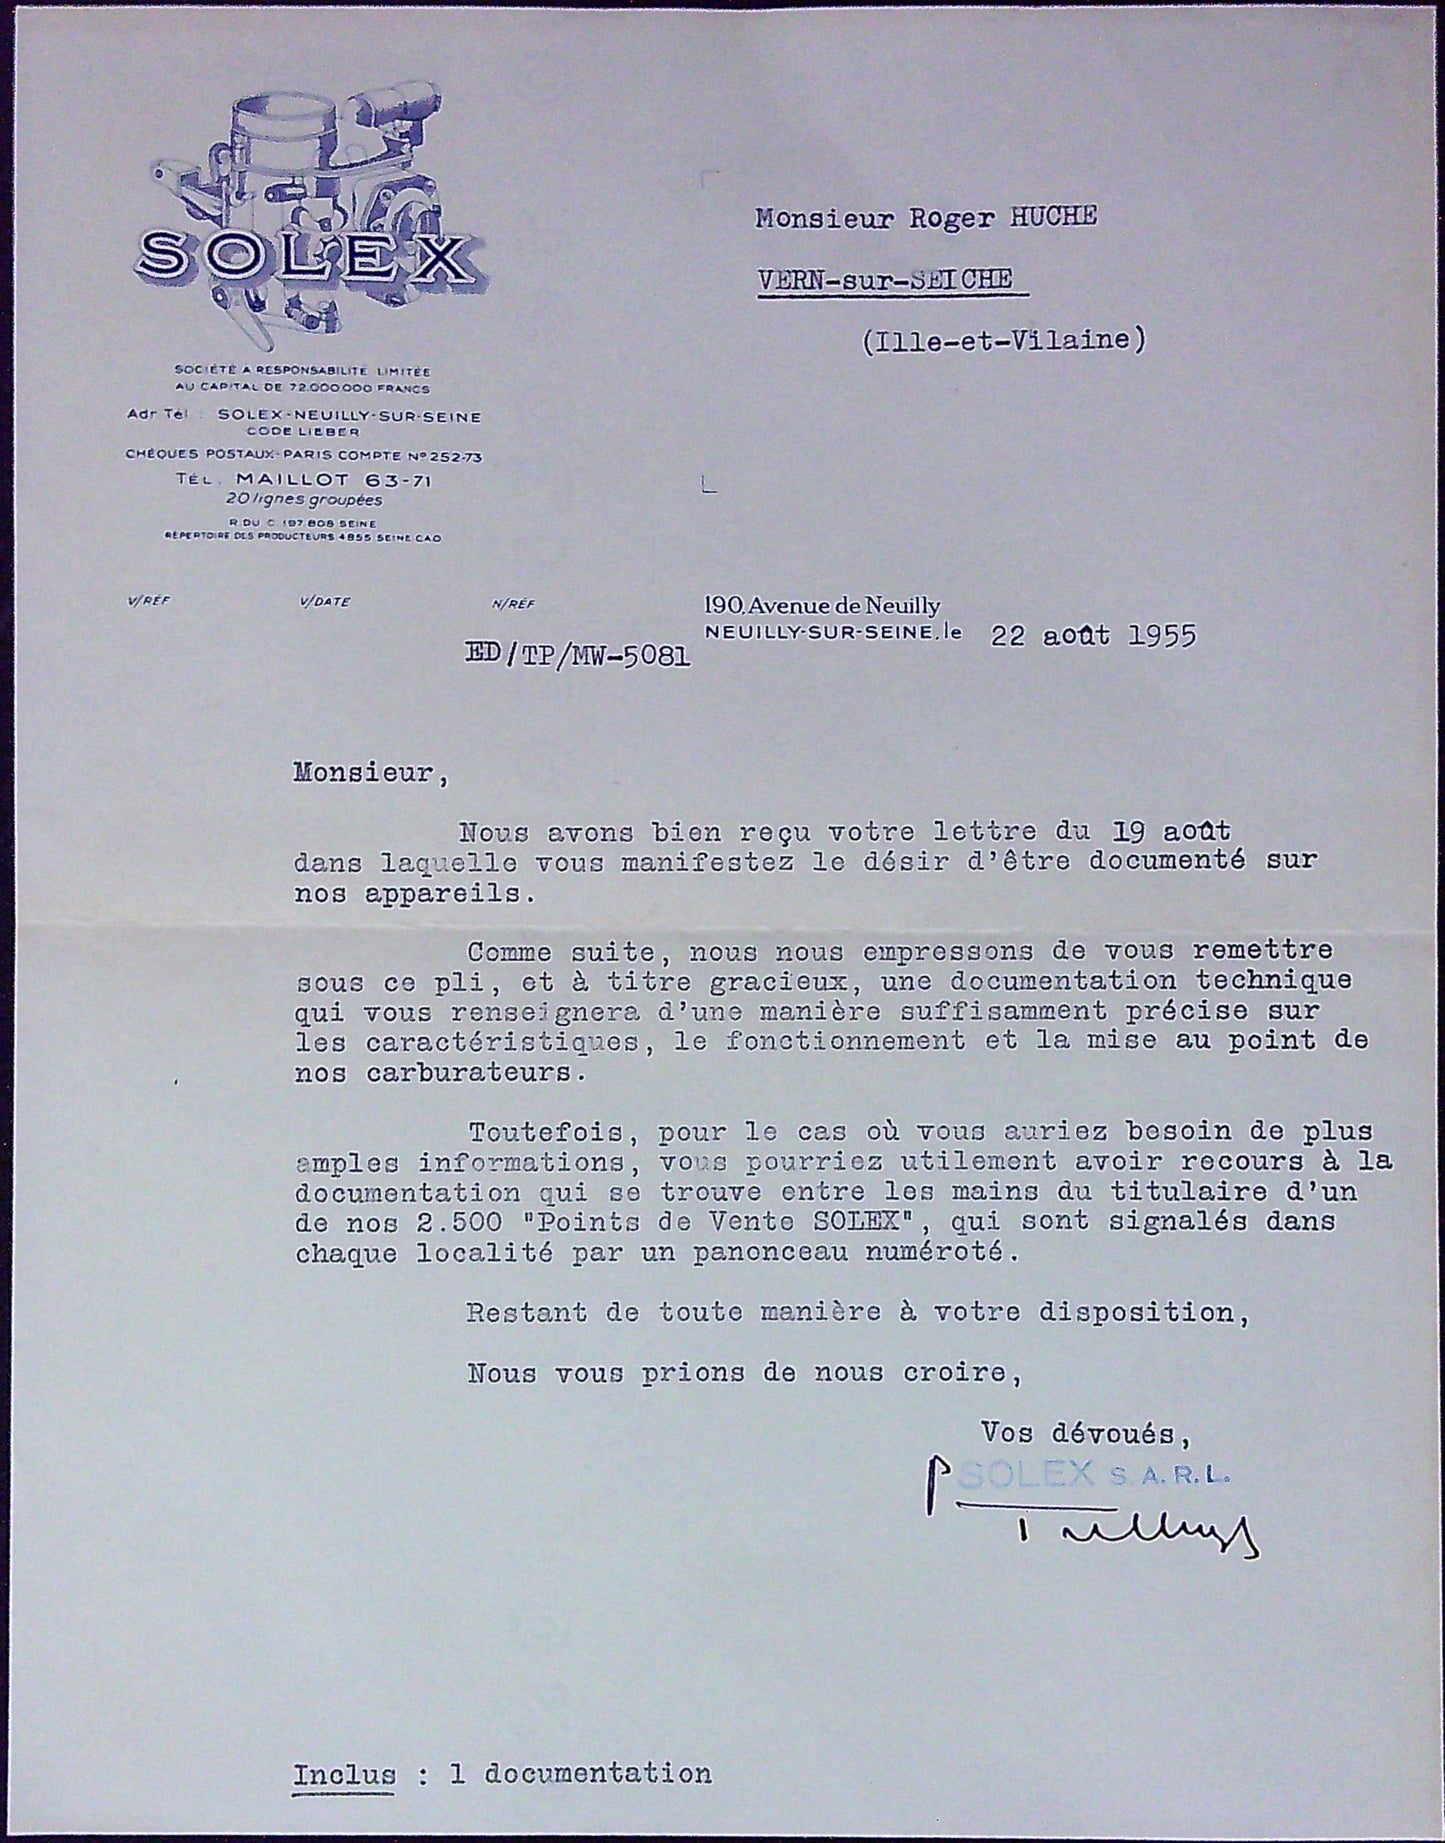 SOLEX
SOCIÉTÉ A RESPONSABILITÉ LIMITÉE
AU CAPITAL DE 72.000.000 FRANCS
Adr Tél : SOLEX-NEUILLY-SUR-SEINE
CODE LIEBER
CHÈQUES POSTAUX-PARIS COMPTE Nº 252-73
TÉL. MAILLOT 63-71
20 lignes groupées
R DU C 197 808 SEINE
RÉPERTOIRE DES PRODUCTEURS 4855 SEINE CAO
Monsieur Roger HUCHE
VERN-sur-SEICHE
(Ille-et-Vilaine)
V/RÉF V/DATE N/RÉF
ED/TP/MW-5081
190, Avenue de Neuilly
NEUILLY-SUR-SEINE, le 22 août 1955
Monsieur,
Nous avons bien reçu votre lettre du 19 août
dans laquelle vous manifestez le désir d'être documenté sur
nos appareils.
Comme suite, nous nous empressons de vous remettre
sous ce pli, et à titre gracieux, une documentation technique
qui vous renseignera d'une manière suffisamment précise sur
les caractéristiques, le fonctionnement et la mise au point de
nos carburateurs.
Toutefois, pour le cas où vous auriez besoin de plus
amples informations, vous pourriez utilement avoir recours à la
documentation qui se trouve entre les mains du titulaire d'un
de nos 2.500 "Points de Vente SOLEX", qui sont signalés dans
chaque localité par un panonceau numéroté.
Restant de toute manière à votre disposition,
Nous vous prions de nous croire,
Vos dévoués,
P SOLEX S.A.R.L.
Inclus : 1 documentation